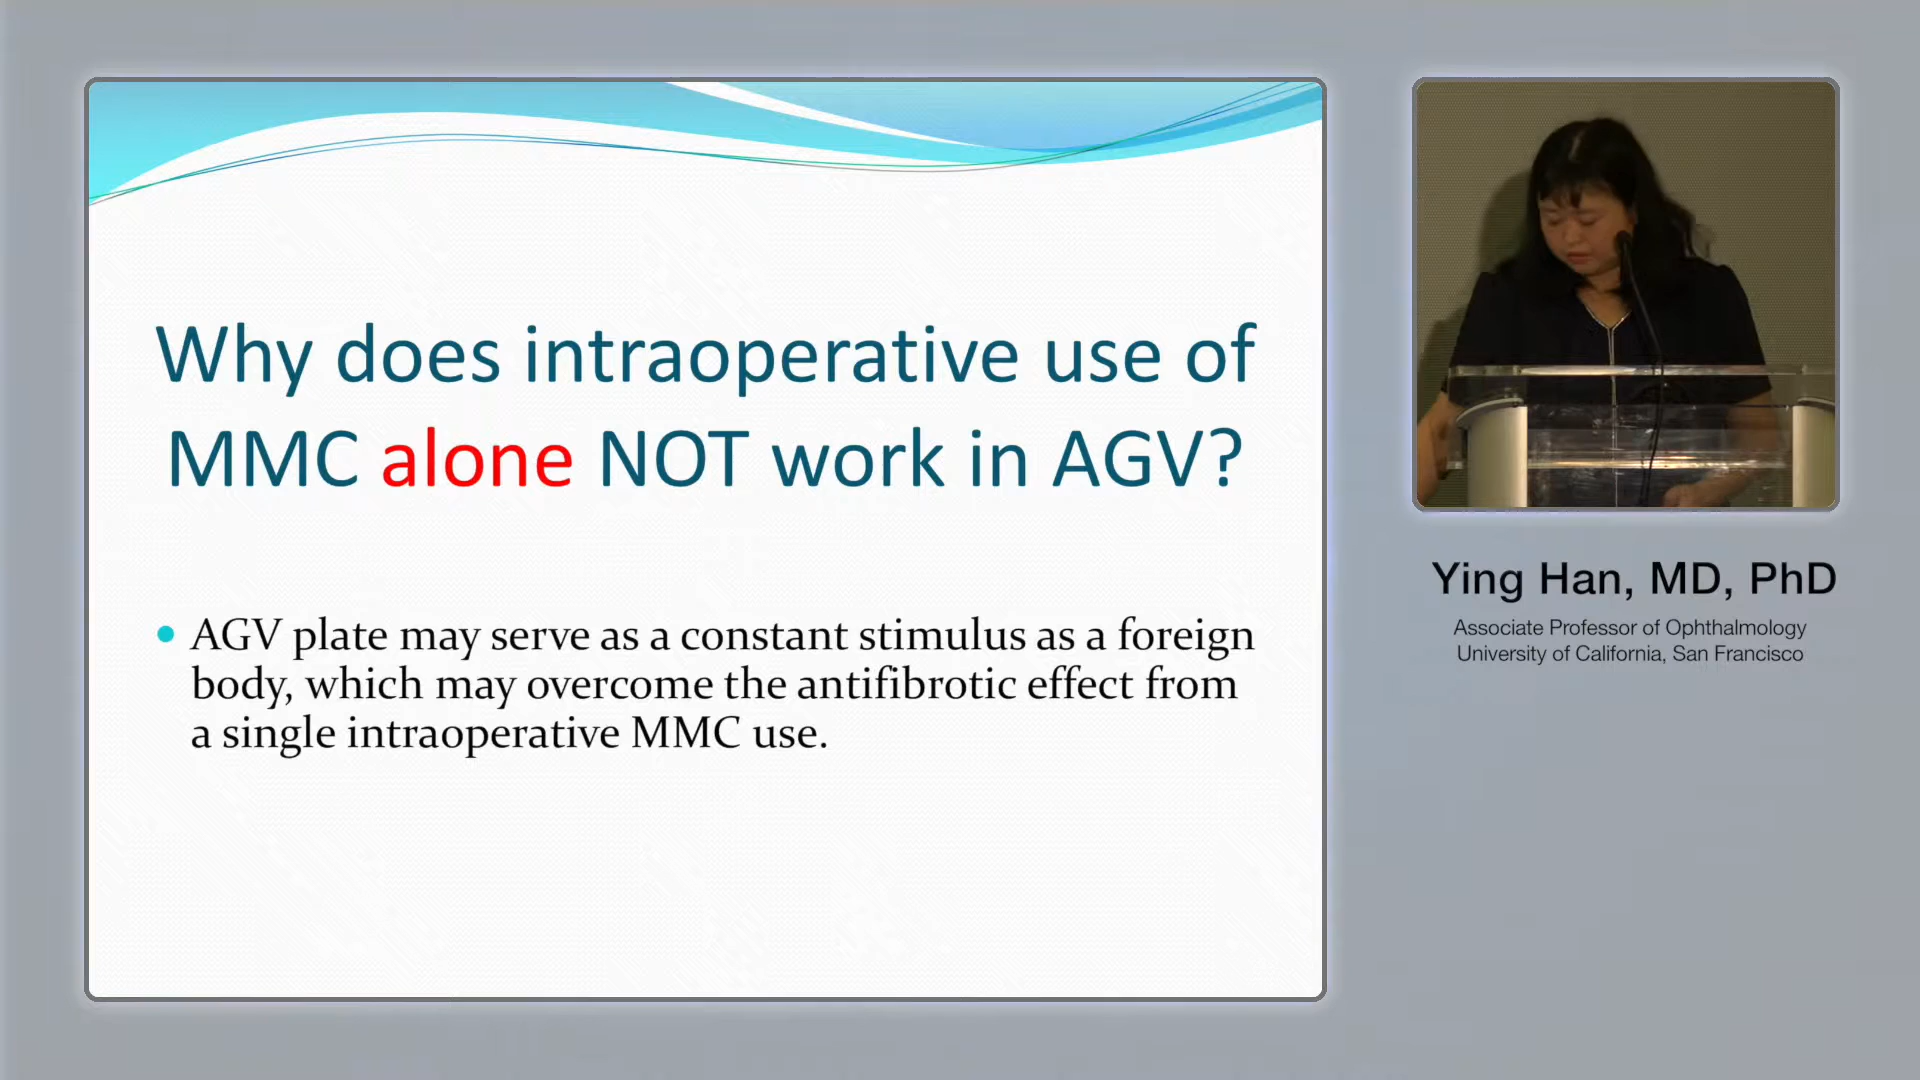 Why does intraoperative use of
MMC alone NOT work in AGV?
AGV plate may serve as a constant stimulus as a foreign
body, which may overcome the antifibrotic effect from
a single intraoperative MMC use.
Ying Han, MD, PhD
Associate Professor of Ophthalmology
University of California, San Francisco